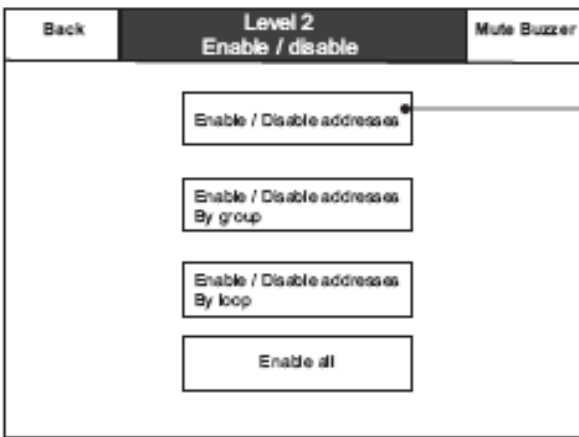 Back
Level 2
Enable / disable
Mute Buzzer
Enable / Disable addresses
Enable / Disable addresses
By group
Enable / Disable addresses
By loop
Enable all